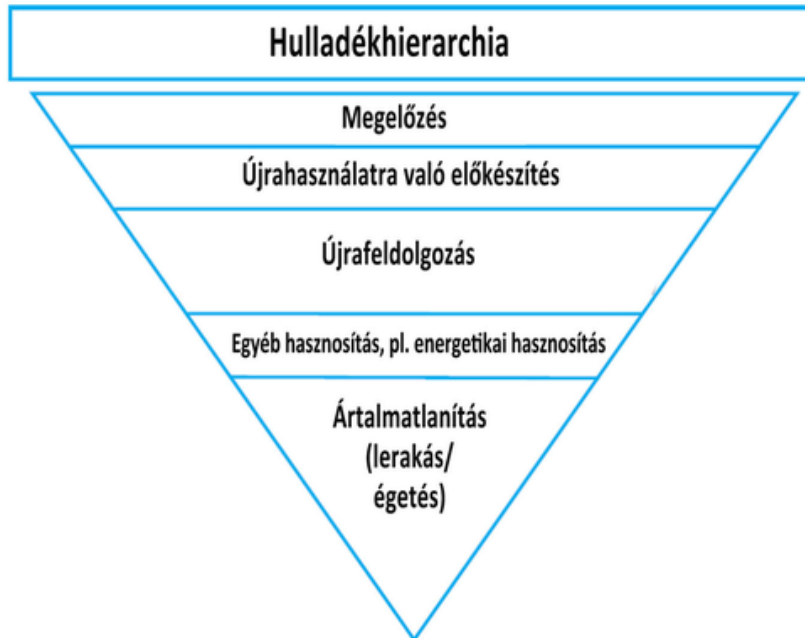 Hulladékhierarchia
Megelőzés
Újrahasználatra való előkészítés
Újrafeldolgozás
Egyéb hasznosítás, pl. energetikai hasznosítás
Ártalmatlanítás
(lerakás/
égetés)